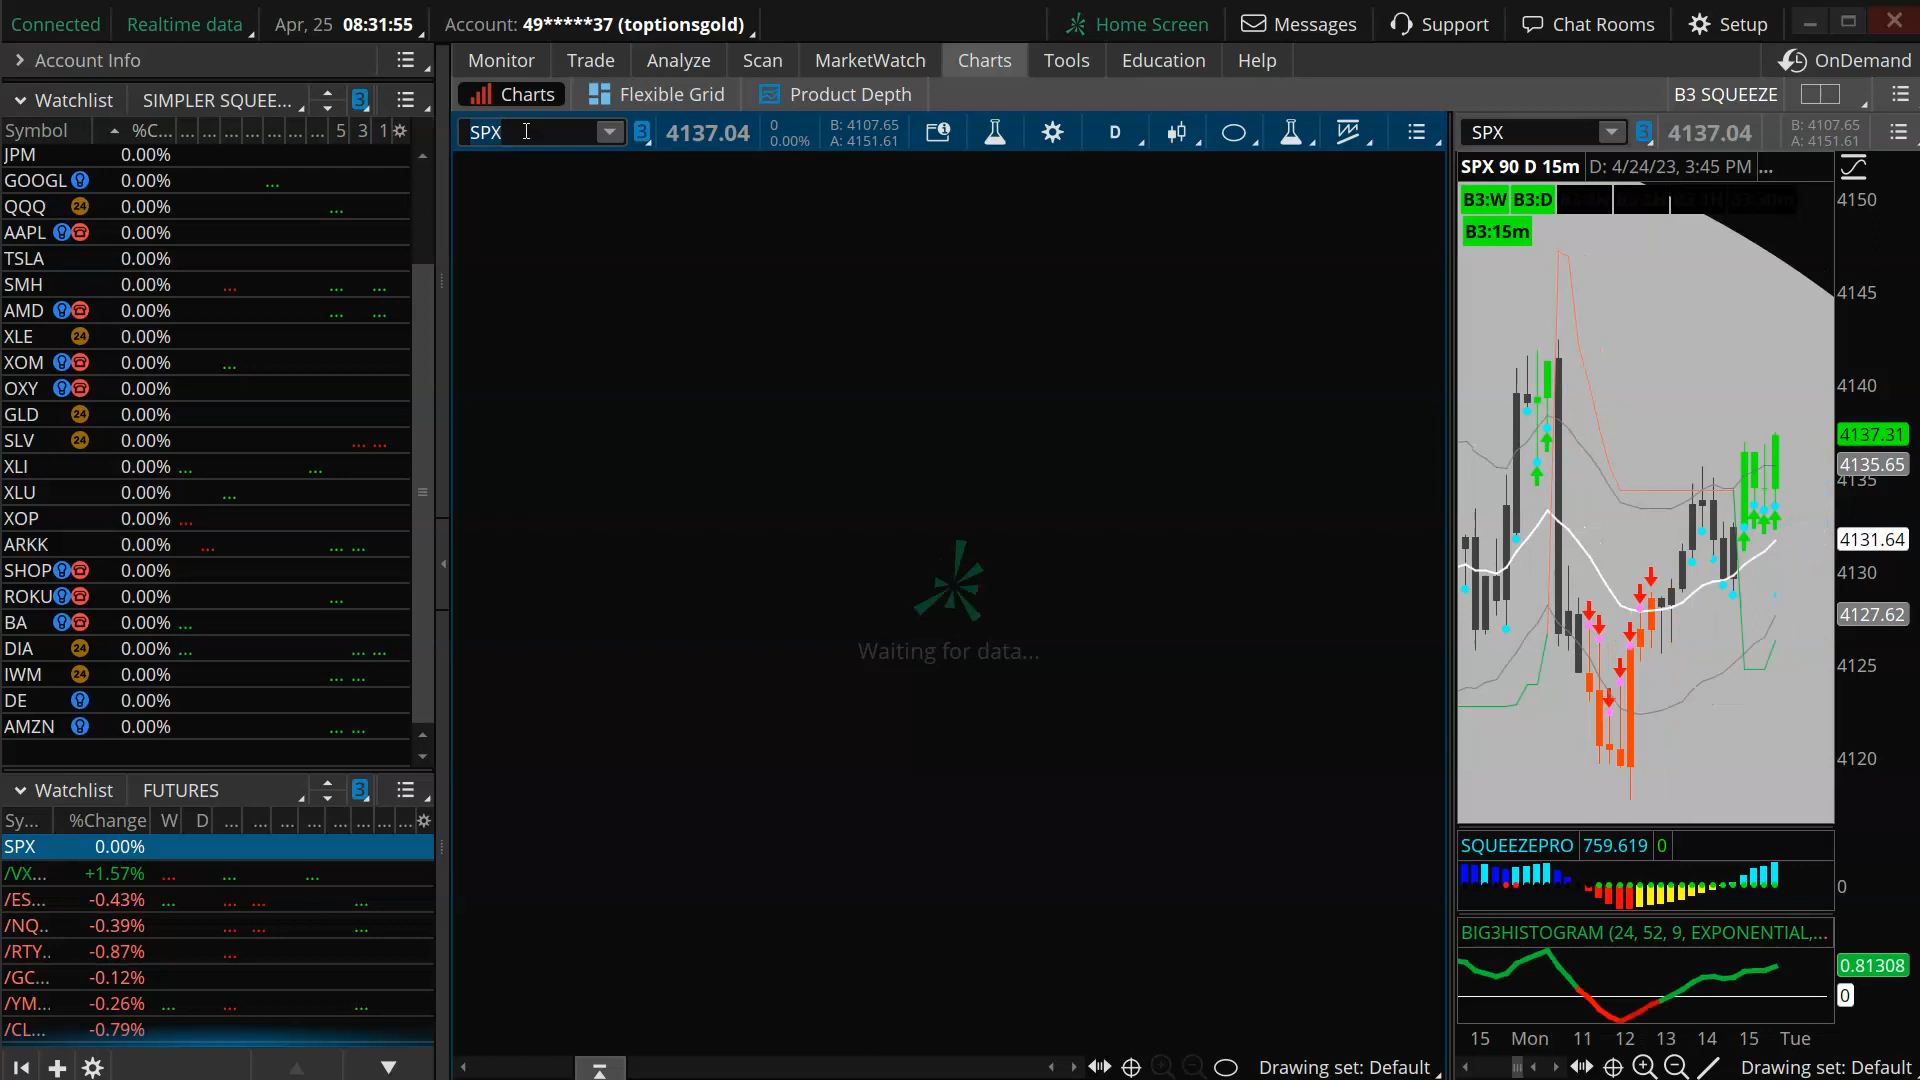 Connected Realtime data Apr, 25 08:31:55 Account: 49*****37 (toptionsgold) Home Screen Messages Support Chat Rooms Setup
Account Info
Monitor Trade Analyze Scan MarketWatch Charts Tools Education Help OnDemand
Watchlist SIMPLER SQUEE... 3
Charts Flexible Grid Product Depth B3 SQUEEZE
Symbol %C... ... ... ... ... ... ... ... 5 3 1
SPX 3 4137.04 0 0.00% B: 4107.65 A: 4151.61 D
SPX 3 4137.04 B: 4107.65 A: 4151.61
JPM 0.00%
GOOGL 0.00% ...
QQQ 24 0.00% ...
AAPL 0.00%
TSLA 0.00%
SMH 0.00% ... ... ...
AMD 0.00% ... ...
XLE 24 0.00%
XOM 0.00% ...
OXY 0.00%
GLD 24 0.00%
SLV 24 0.00% ... ...
XLI 0.00% ... ...
XLU 0.00% ...
XOP 0.00% ...
ARKK 0.00% ... ... ...
SHOP 0.00%
ROKU 0.00% ...
BA 0.00% ...
DIA 24 0.00% ... ... ...
IWM 24 0.00% ... ...
DE 0.00%
AMZN 0.00% ... ...
Watchlist FUTURES 3
Sy... %Change W D ... ... ... ... ... ... ...
SPX 0.00%
/VX... +1.57% ... ... ...
/ES... -0.43% ... ... ... ...
/NQ.. -0.39% ... ... ...
/RTY.. -0.87% ...
/GC... -0.12%
/YM... -0.26% ... ... ...
/CL... -0.79%
Waiting for data...
Drawing set: Default
SPX 90 D 15m D: 4/24/23, 3:45 PM ...
B3:W B3:D
B3:15m
4150
4145
4140
4137.31
4135.65
4135
4131.64
4130
4127.62
4125
4120
SQUEEZEPRO 759.619 0
0
BIG3HISTOGRAM (24, 52, 9, EXPONENTIAL,...
0.81308
0
15 Mon 11 12 13 14 15 Tue
Drawing set: Default